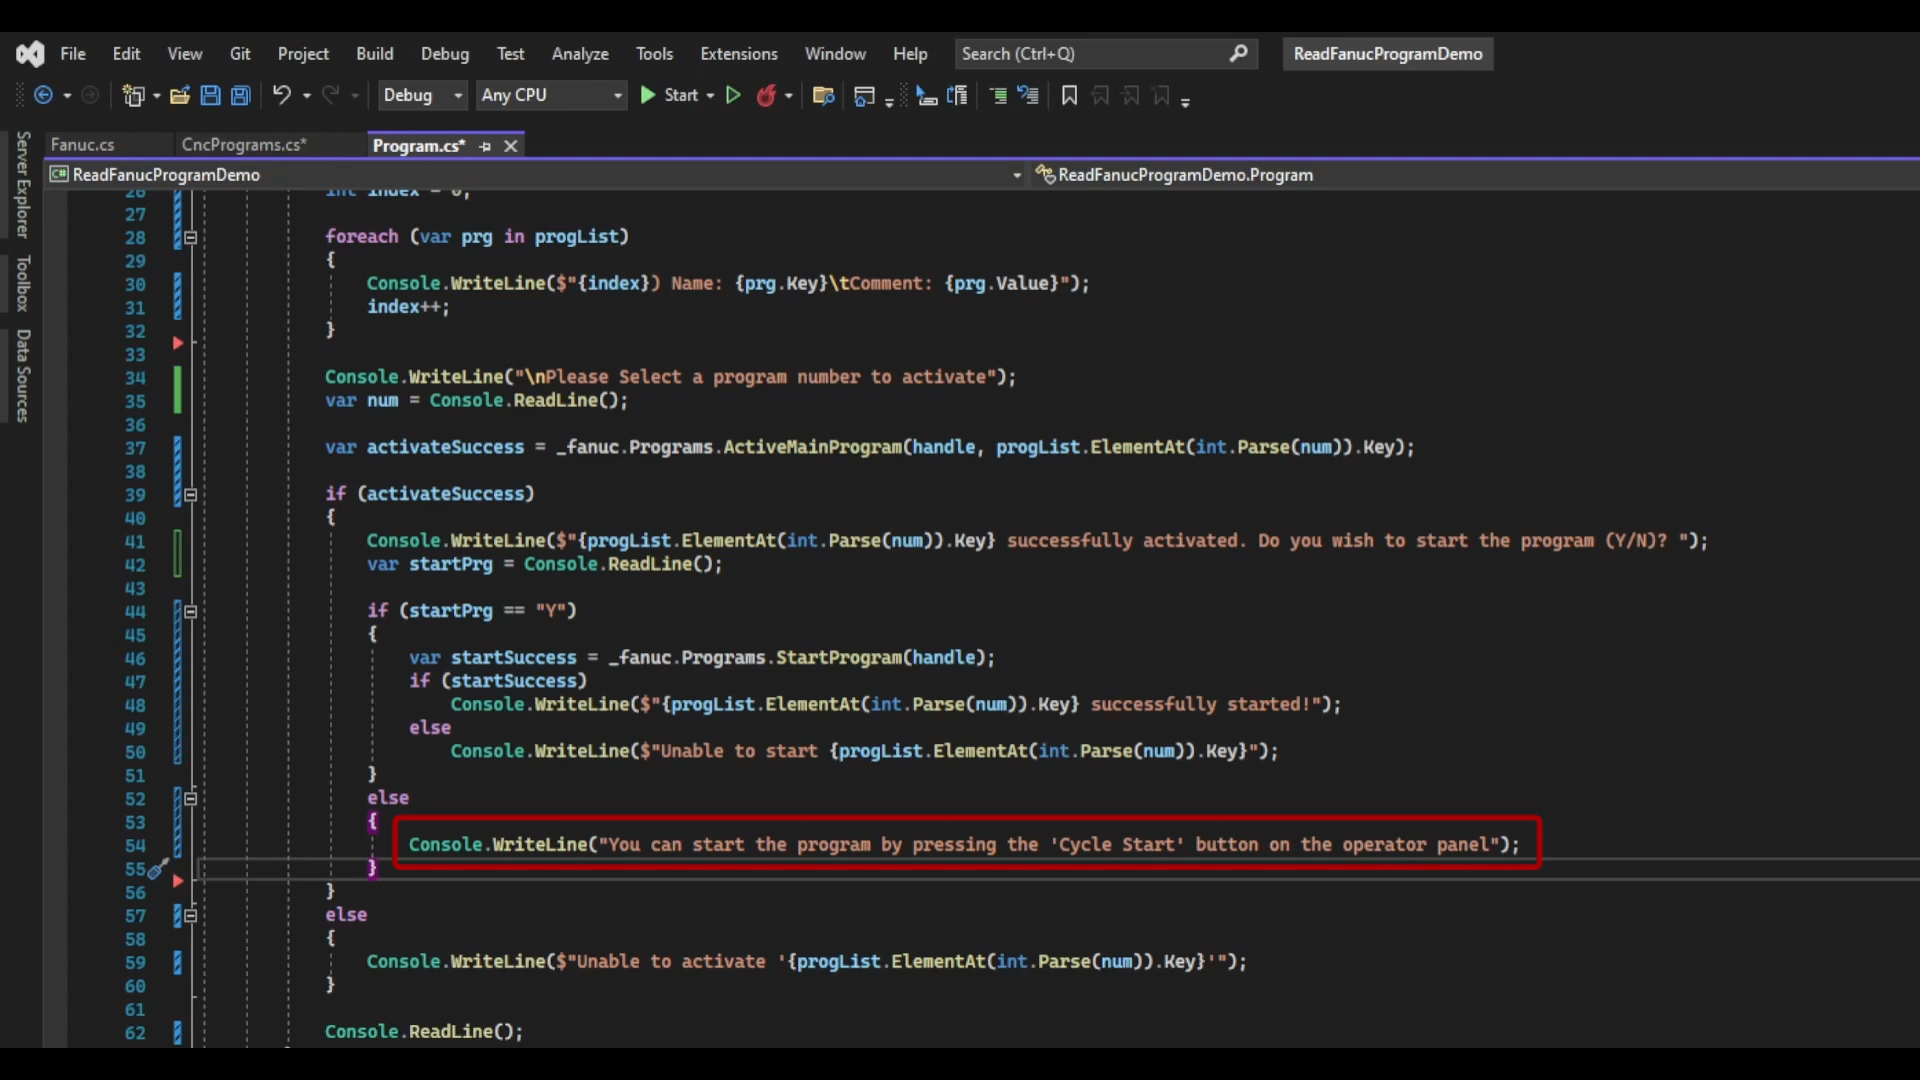 File Edit View Git Project Build Debug Test Analyze Tools Extensions Window Help Search (Ctrl+Q) ReadFanucProgramDemo
Debug Any CPU Start
Server Explorer
Toolbox
Data Sources
Fanuc.cs CncPrograms.cs* Program.cs*
C# ReadFanucProgramDemo ReadFanucProgramDemo.Program
26 int index = 0;
27
28 foreach (var prg in progList)
29 {
30 Console.WriteLine($"{index}) Name: {prg.Key}\tComment: {prg.Value}");
31 index++;
32 }
33
34 Console.WriteLine("\nPlease Select a program number to activate");
35 var num = Console.ReadLine();
36
37 var activateSuccess = _fanuc.Programs.ActiveMainProgram(handle, progList.ElementAt(int.Parse(num)).Key);
38
39 if (activateSuccess)
40 {
41 Console.WriteLine($"{progList.ElementAt(int.Parse(num)).Key} successfully activated. Do you wish to start the program (Y/N)? ");
42 var startPrg = Console.ReadLine();
43
44 if (startPrg == "Y")
45 {
46 var startSuccess = _fanuc.Programs.StartProgram(handle);
47 if (startSuccess)
48 Console.WriteLine($"{progList.ElementAt(int.Parse(num)).Key} successfully started!");
49 else
50 Console.WriteLine($"Unable to start {progList.ElementAt(int.Parse(num)).Key}");
51 }
52 else
53 {
54 Console.WriteLine("You can start the program by pressing the 'Cycle Start' button on the operator panel");
55 }
56 }
57 else
58 {
59 Console.WriteLine($"Unable to activate '{progList.ElementAt(int.Parse(num)).Key}'");
60 }
61
62 Console.ReadLine();